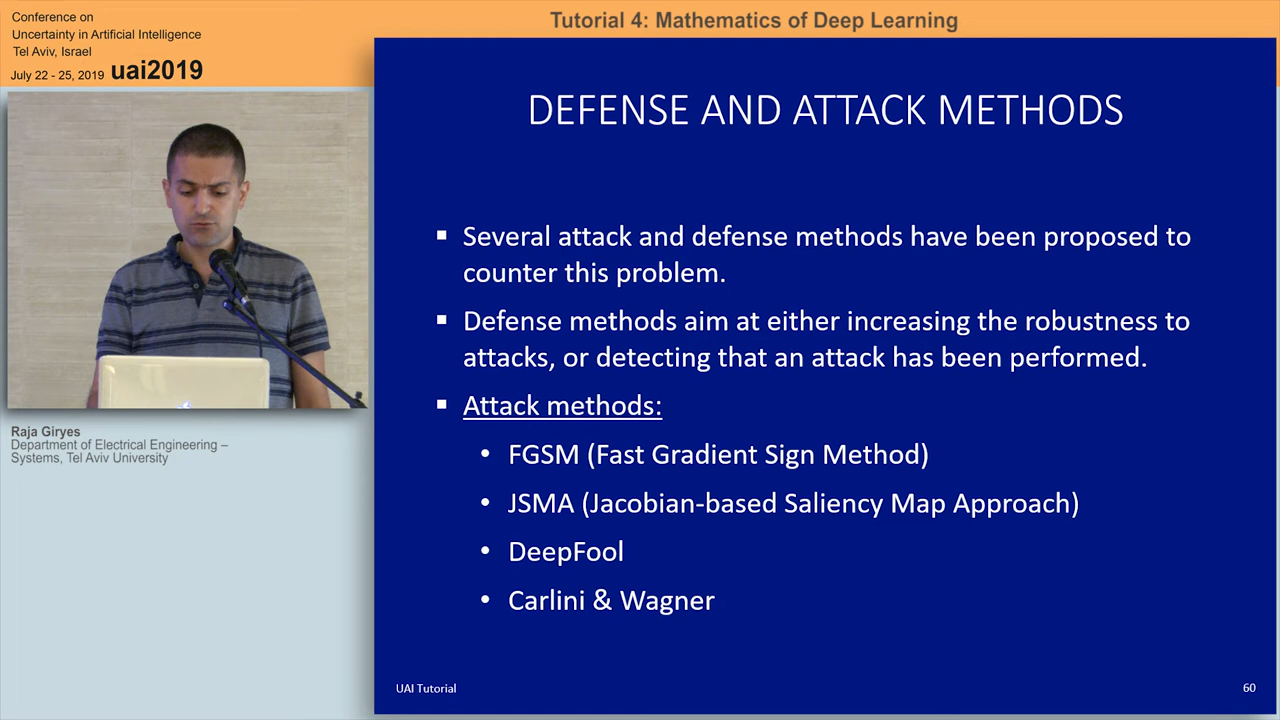 Conference on
Uncertainty in Artificial Intelligence
Tel Aviv, Israel
July 22 - 25, 2019 uai2019
Tutorial 4: Mathematics of Deep Learning
DEFENSE AND ATTACK METHODS
▪ Several attack and defense methods have been proposed to
counter this problem.
▪ Defense methods aim at either increasing the robustness to
attacks, or detecting that an attack has been performed.
▪ Attack methods:
• FGSM (Fast Gradient Sign Method)
• JSMA (Jacobian-based Saliency Map Approach)
• DeepFool
• Carlini & Wagner
Raja Giryes
Department of Electrical Engineering –
Systems, Tel Aviv University
UAI Tutorial
60